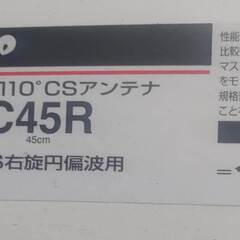 110°CSアンテナ
C45R
45cm
右旋円偏波用
性能
比較
マス
をモ
規格
こと